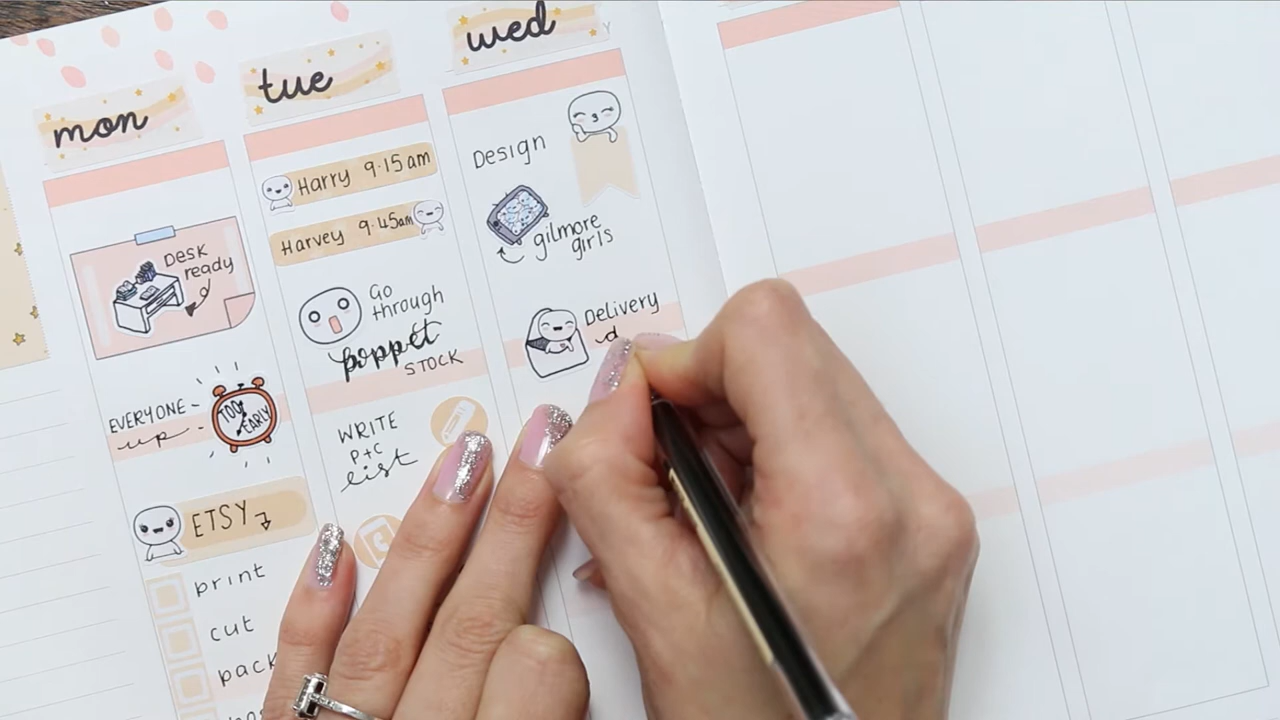 mon
DESK
ready
EVERYONE
up
TOO
EARLY
ETSY
print
cut
pack
tue
Harry 9.15am
Harvey 9.45am
Go
through
poppet
STOCK
WRITE
P+C
list
wed
Design
gilmore
girls
Delivery
d